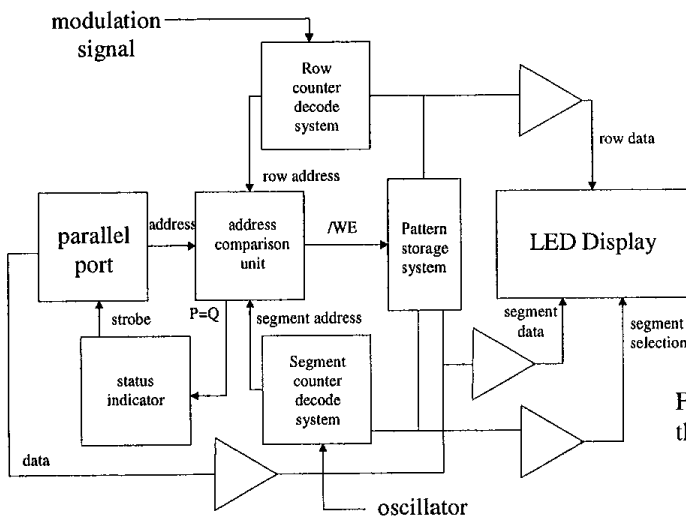 modulation
signal
Row
counter
decode
system
row data
row address
parallel
port
address
address
comparison
unit
/WE
Pattern
storage
system
LED Display
strobe
P=Q
segment address
segment
data
segment
selection
status
indicator
Segment
counter
decode
system
data
oscillator